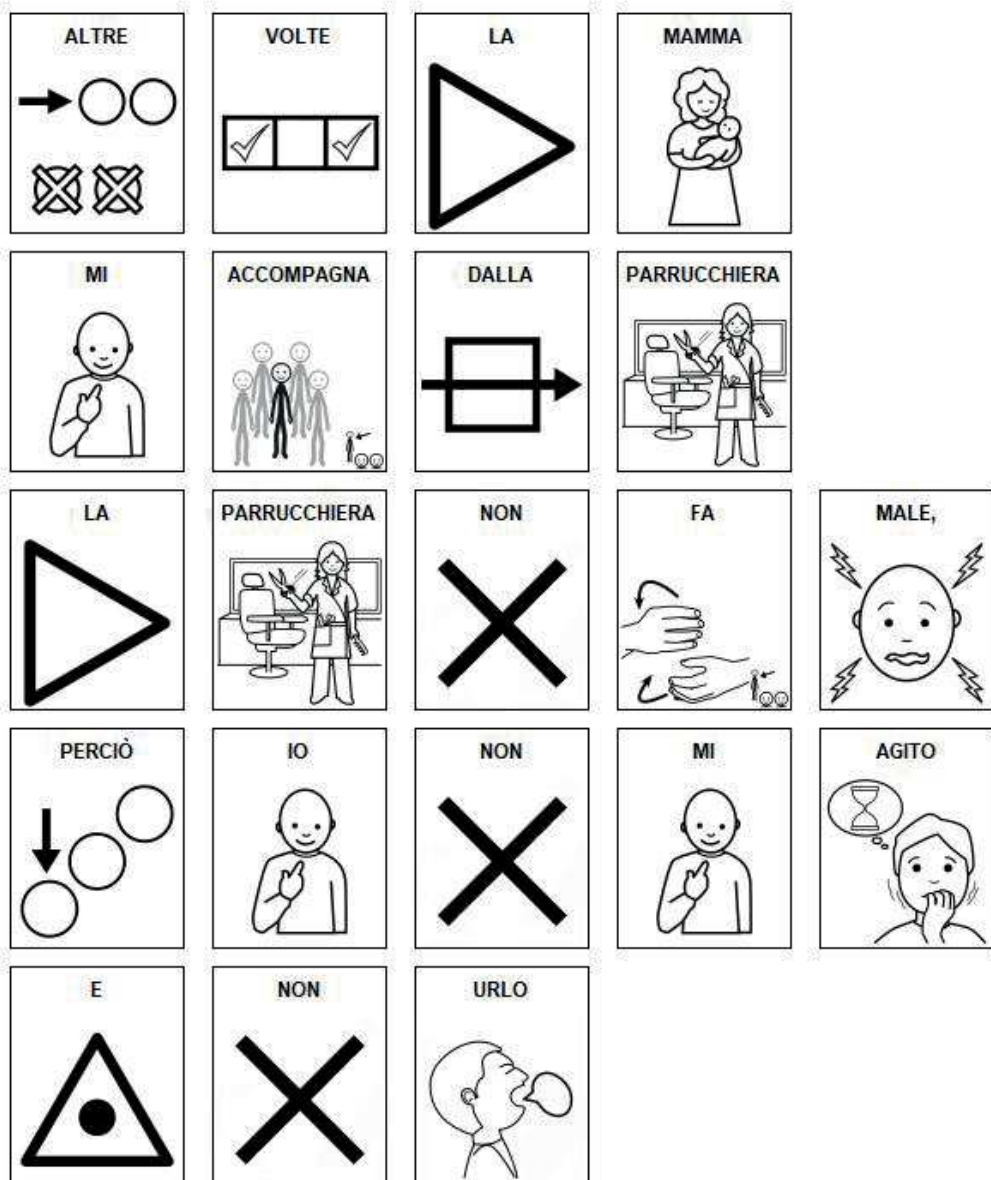 ALTRE VOLTE LA MAMMA
MI ACCOMPAGNA DALLA PARRUCCHIERA
LA PARRUCCHIERA NON FA MALE,
PERCIÒ IO NON MI AGITO
E NON URLO